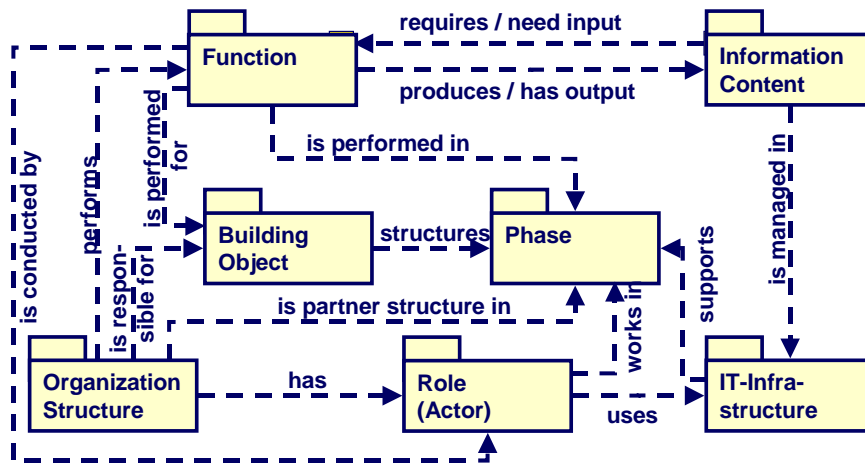 requires / need input
Function
Information
Content
produces / has output
is performed in
is performed
for
is conducted by
performs
is managed in
Building
Object
structures
Phase
supports
is respon-
sible for
is partner structure in
works in
Organization
Structure
has
Role
(Actor)
uses
IT-Infra-
structure